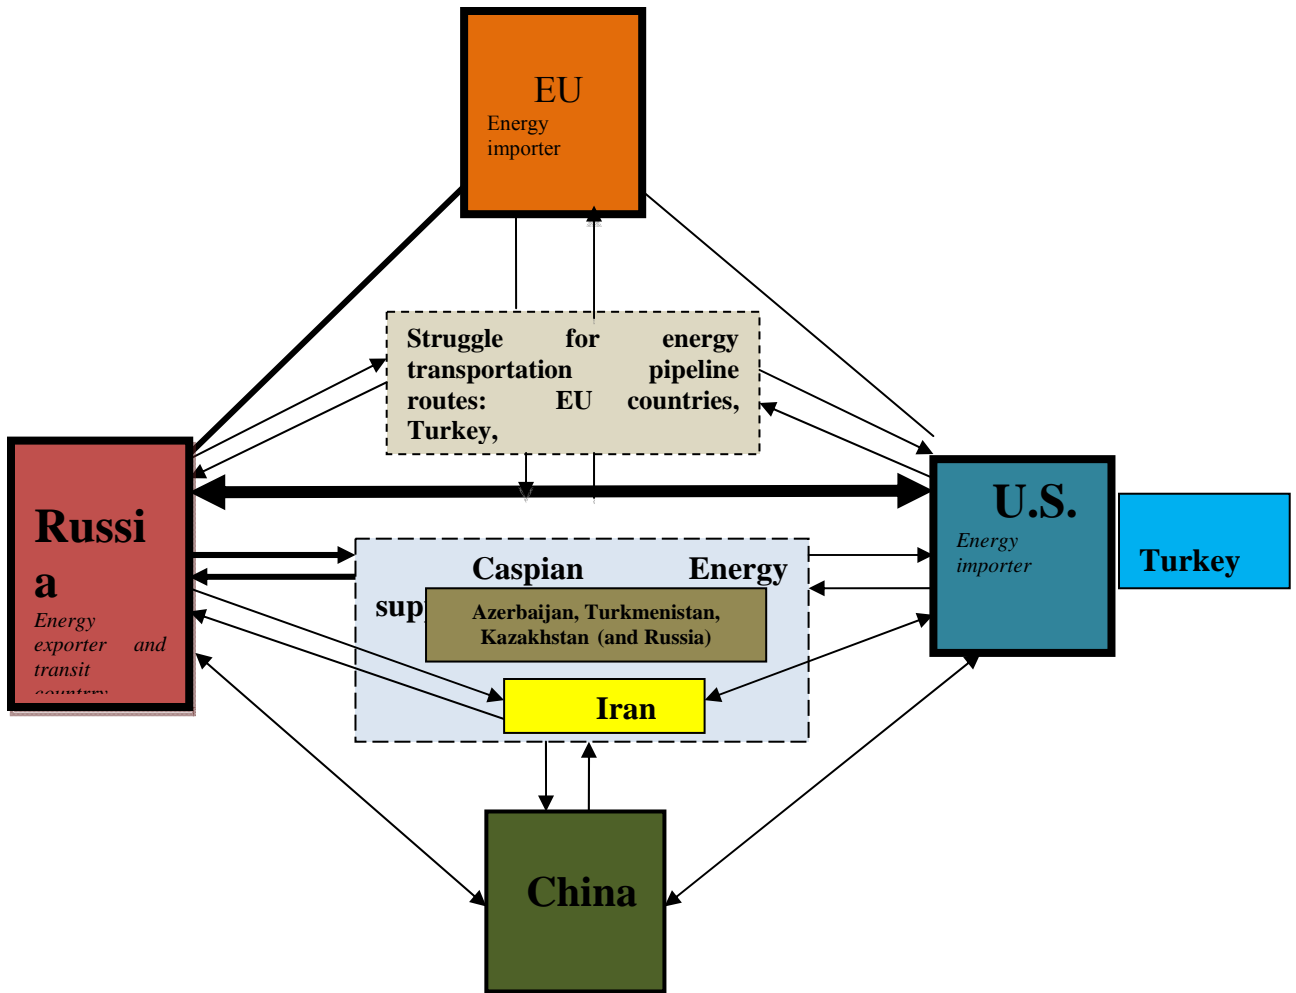 EU
Energy
importer
Struggle for energy
transportation pipeline
routes: EU countries,
Turkey,
Russi
a
Energy
exporter and
transit
countrry
U.S.
Energy
importer
Turkey
Caspian Energy
Azerbaijan, Turkmenistan,
Kazakhstan (and Russia)
Iran
China